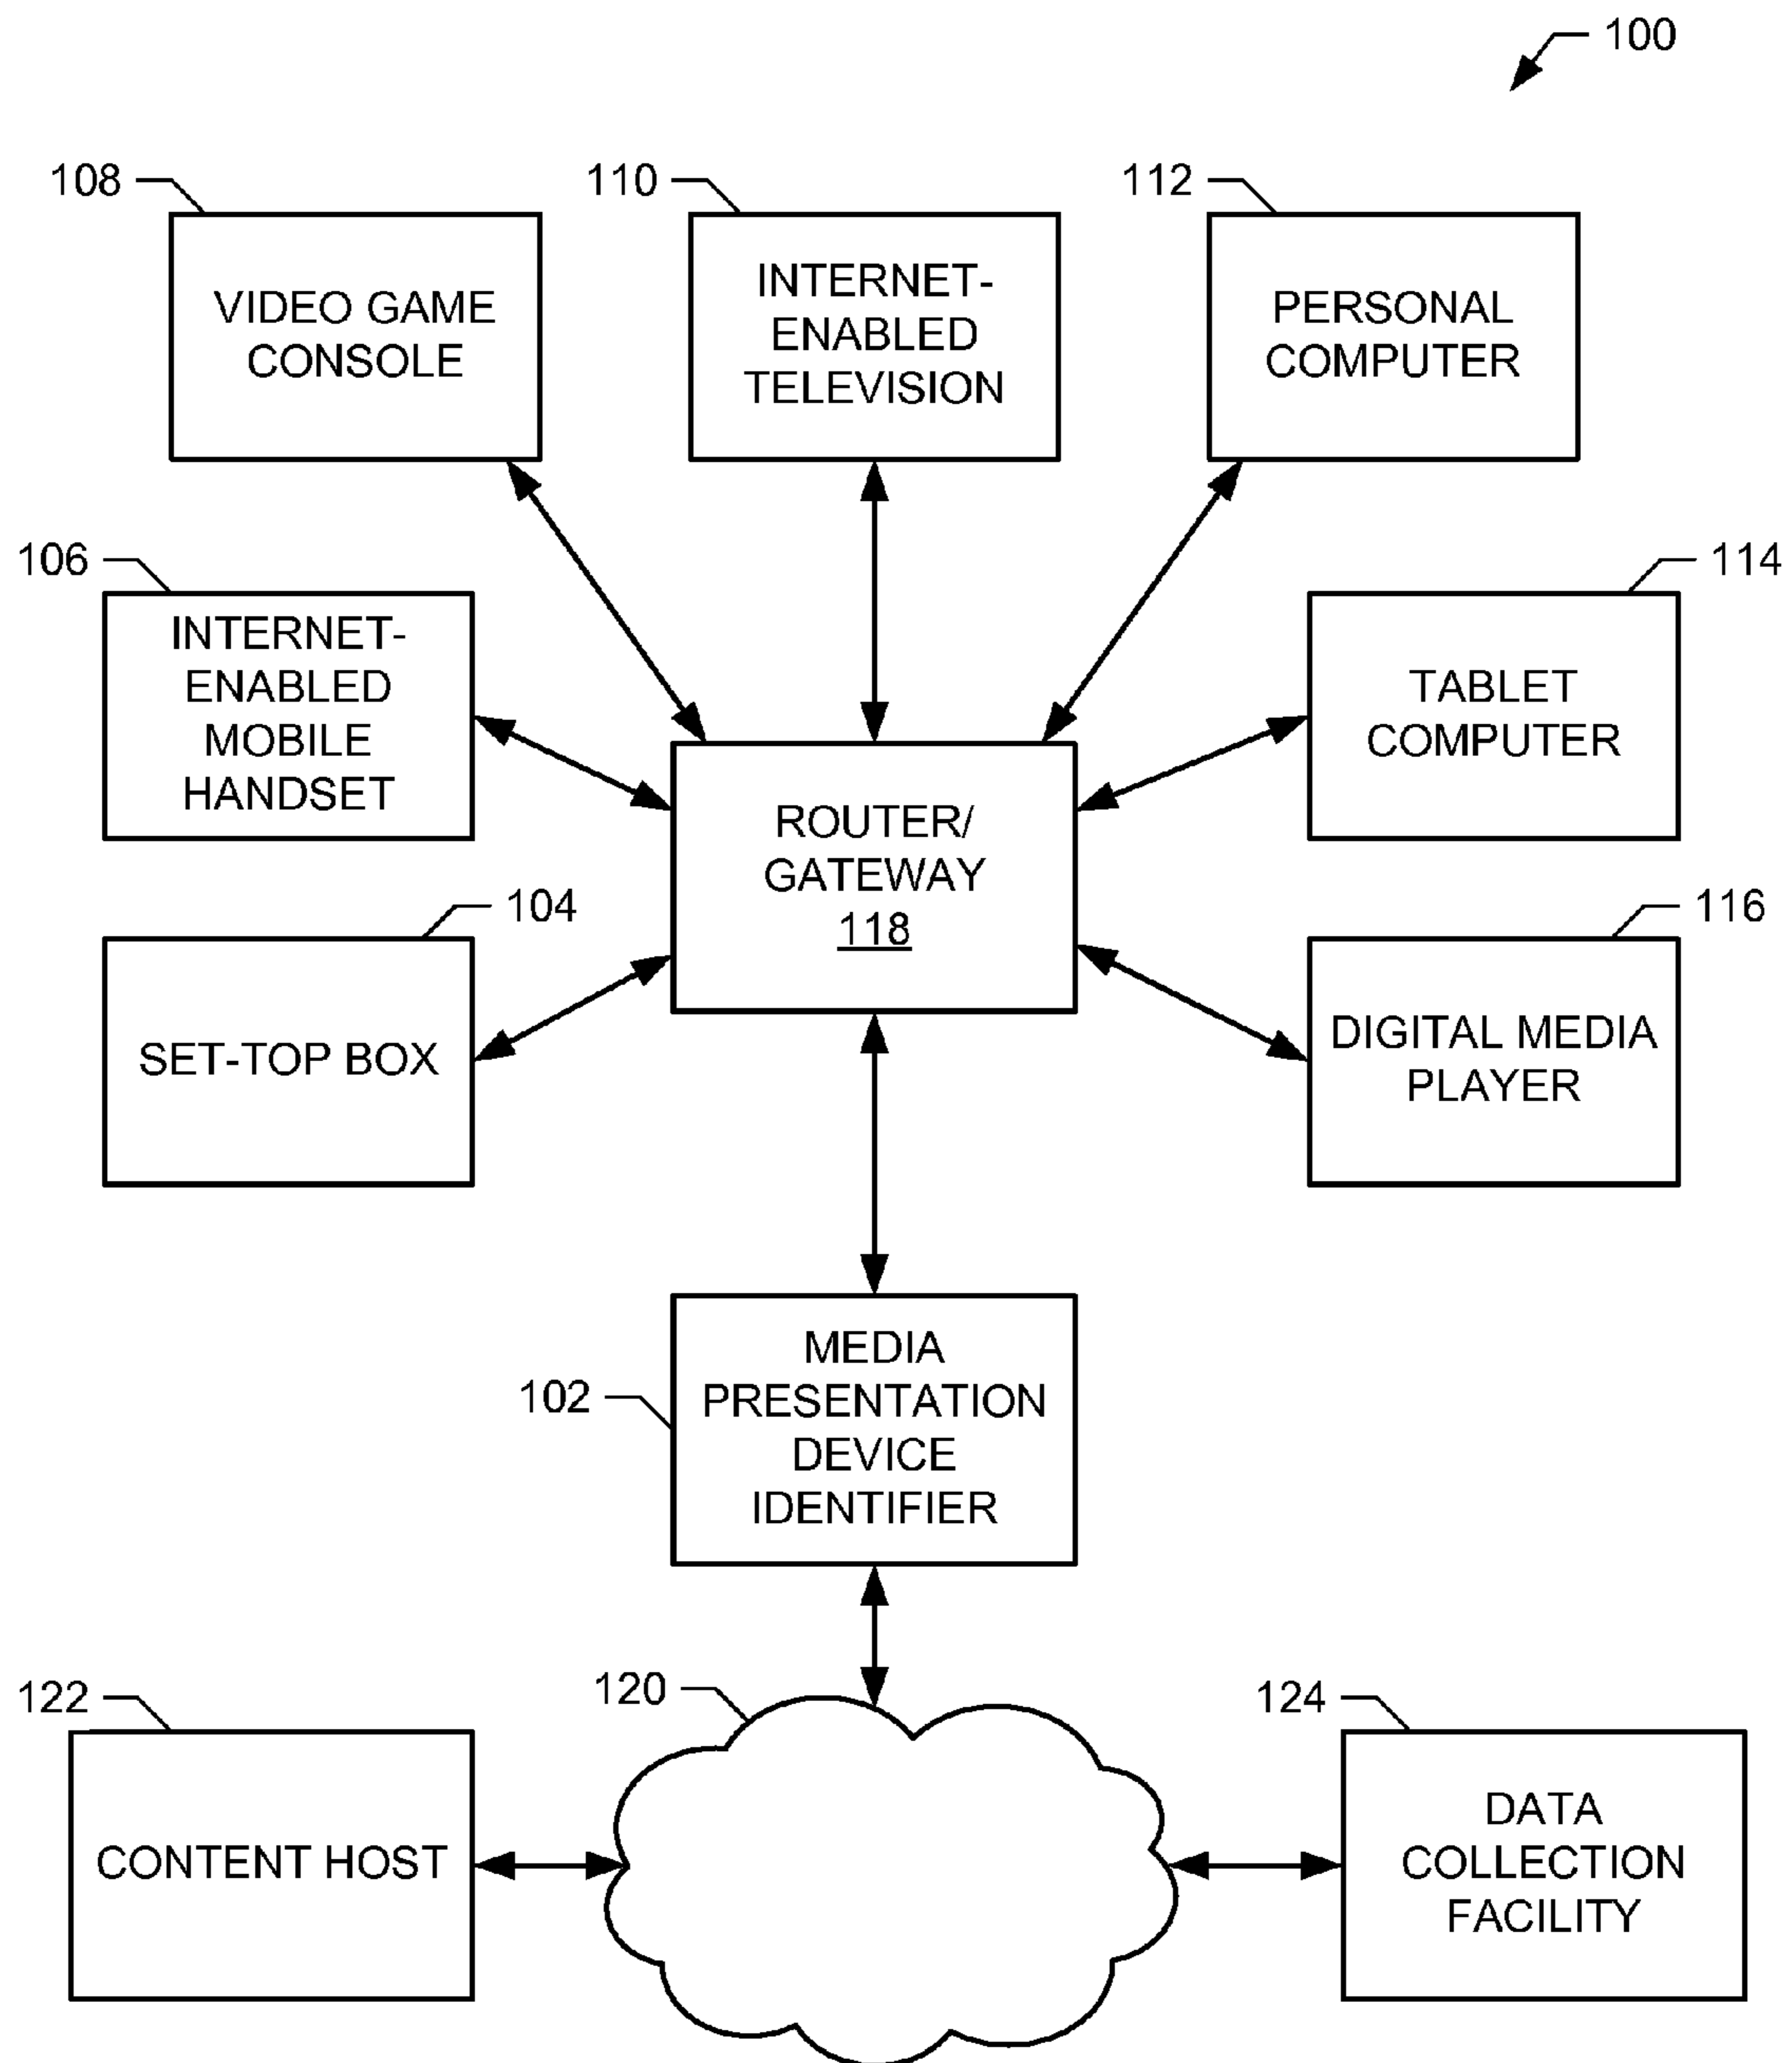 100
108
110
112
VIDEO GAME
CONSOLE
INTERNET-
ENABLED
TELEVISION
PERSONAL
COMPUTER
106
114
INTERNET-
ENABLED
MOBILE
HANDSET
TABLET
COMPUTER
ROUTER/
GATEWAY
118
104
116
SET-TOP BOX
DIGITAL MEDIA
PLAYER
102
MEDIA
PRESENTATION
DEVICE
IDENTIFIER
122
120
124
CONTENT HOST
DATA
COLLECTION
FACILITY